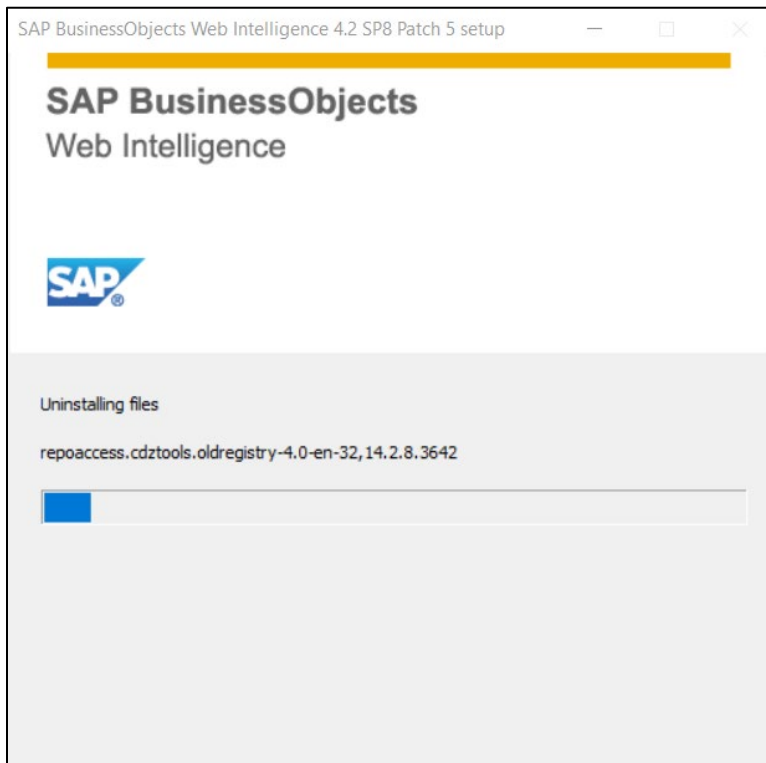 SAP BusinessObjects Web Intelligence 4.2 SP8 Patch 5 setup
SAP BusinessObjects
Web Intelligence
SAP®
Uninstalling files
repoaccess.cdztools.oldregistry-4.0-en-32,14.2.8.3642